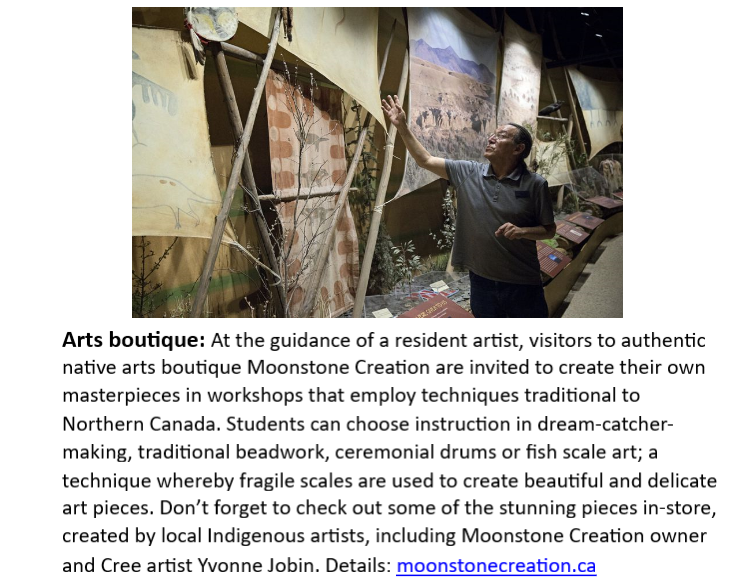 Arts boutique: At the guidance of a resident artist, visitors to authentic
native arts boutique Moonstone Creation are invited to create their own
masterpieces in workshops that employ techniques traditional to
Northern Canada. Students can choose instruction in dream-catcher-
making, traditional beadwork, ceremonial drums or fish scale art; a
technique whereby fragile scales are used to create beautiful and delicate
art pieces. Don’t forget to check out some of the stunning pieces in-store,
created by local Indigenous artists, including Moonstone Creation owner
and Cree artist Yvonne Jobin. Details: moonstonecreation.ca